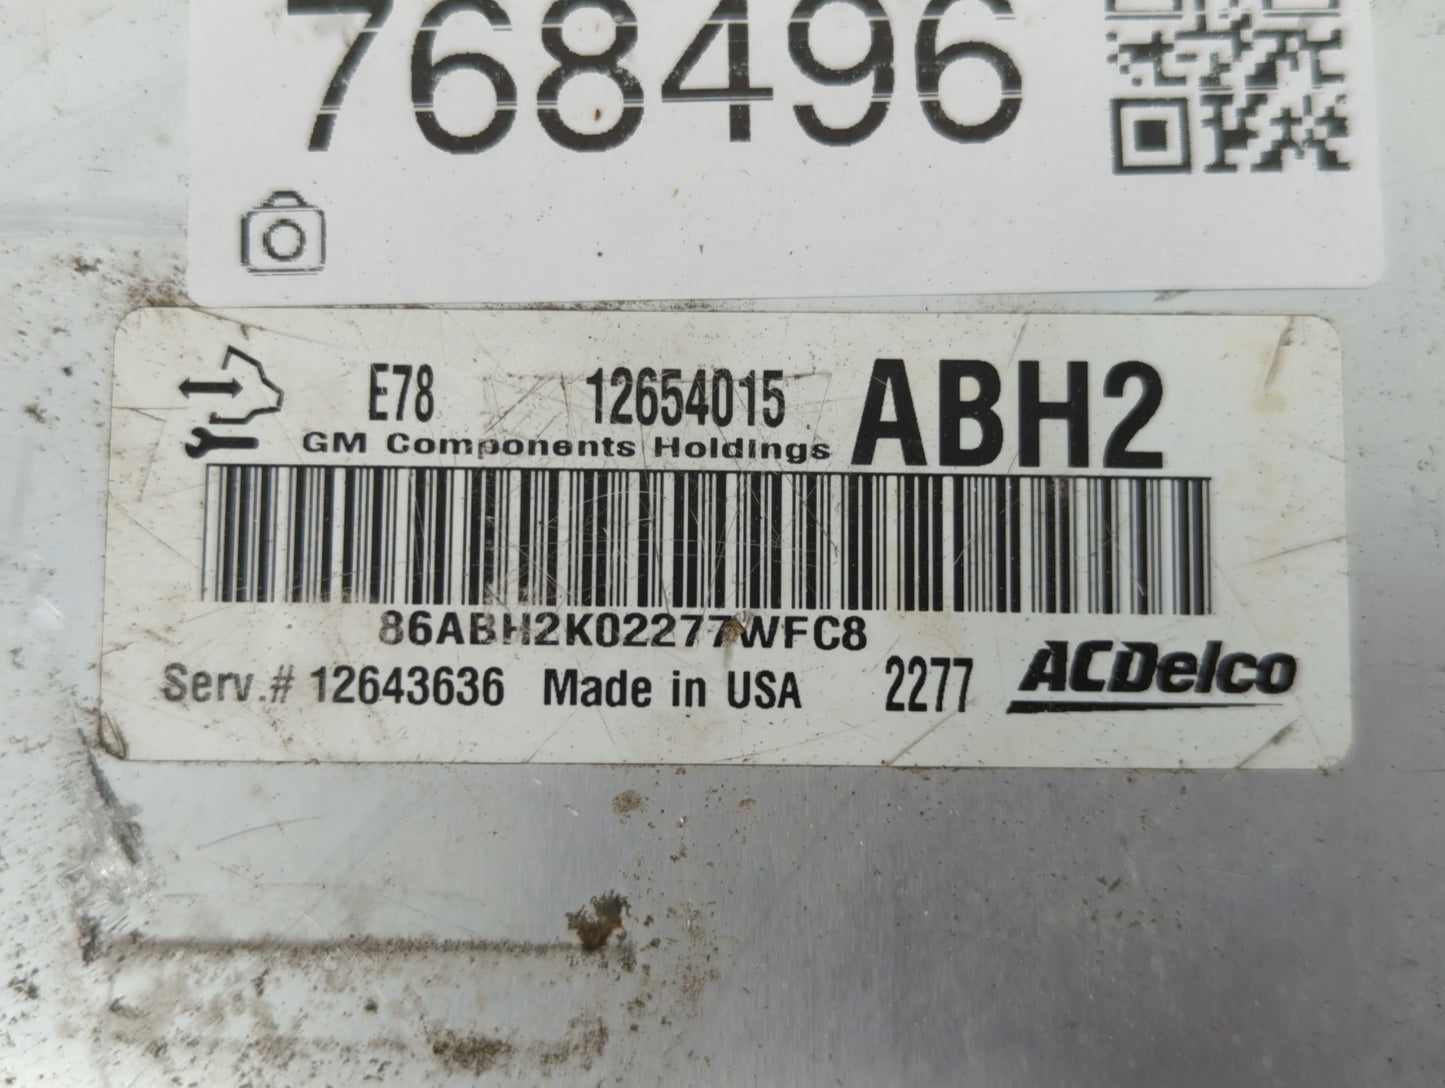 768496
E78 12654015 ABH2
GM Components Holdings
86ABH2K02277WFC8
Serv.# 12643636 Made in USA 2277 ACDelco